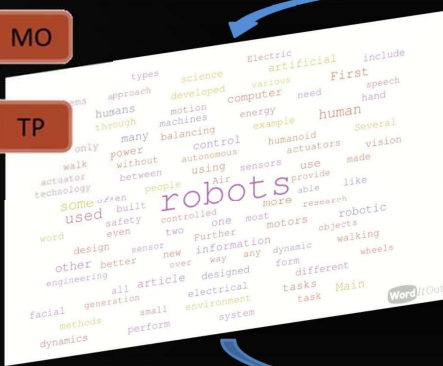 MO
TP
Electric
types science artificial include
approach developed various First
humans motion computer need speech
through machines energy hand
only many balancing example human
power control humanoid Several
walk without autonomous actuators vision
actuator between using sensors use made
technology people Air provide
some often robots able like
used built more research
word safety controlled one most robotic
even two Further motors objects
design sensor new information walking
other better over way any dynamic wheels
engineering all article designed form different
facial generation electrical tasks Main
methods small environment task
dynamics perform system
WordItOut